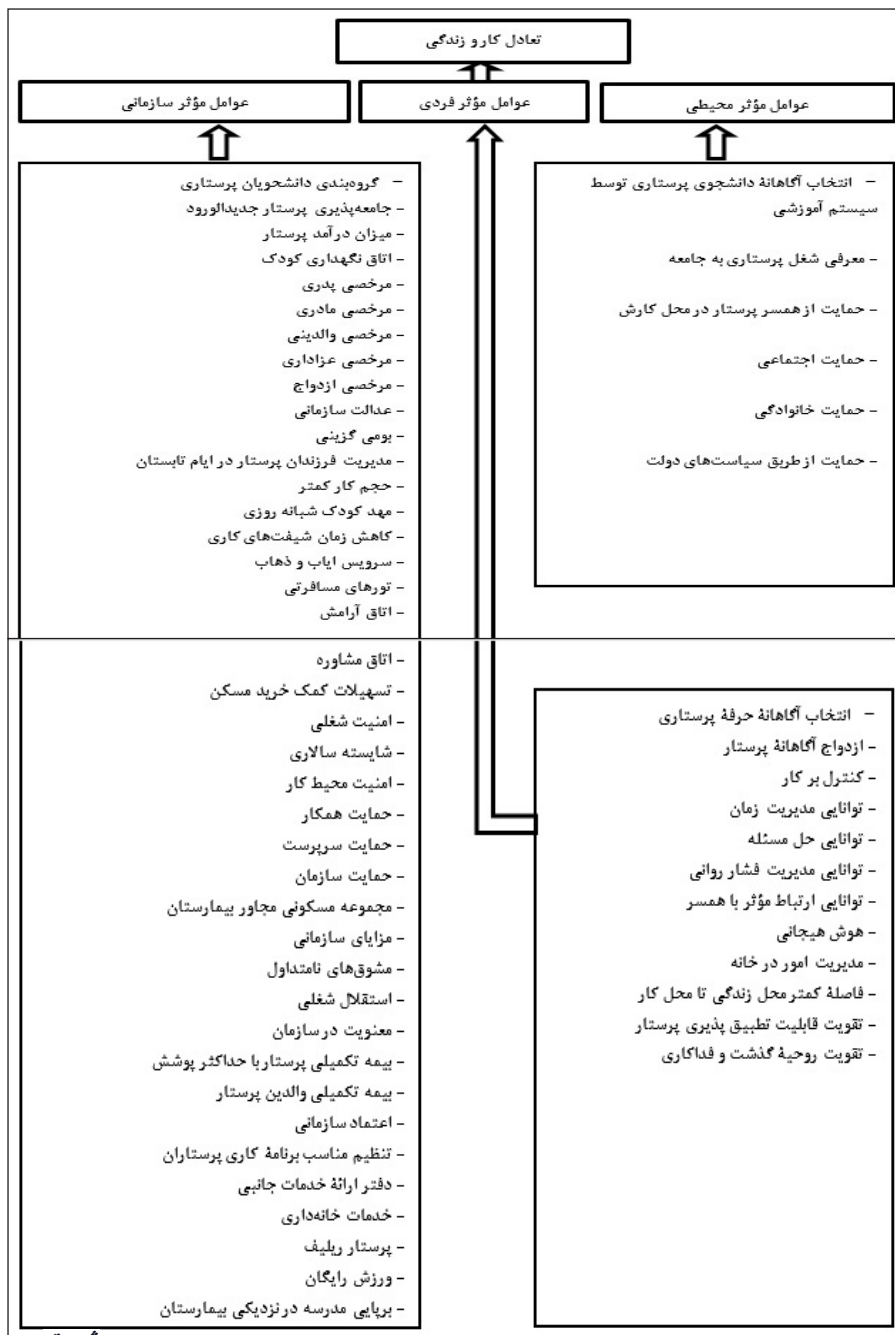 تعادل کار و زندگی
عوامل مؤثر محیطی
عوامل مؤثر فردی
عوامل مؤثر سازمانی
– انتخاب آگاهانهٔ دانشجوی پرستاری توسط
سیستم آموزشی
- معرفی شغل پرستاری به جامعه
- حمایت از همسر پرستار در محل کارش
- حمایت اجتماعی
- حمایت خانوادگی
- حمایت از طریق سیاست‌های دولت
– انتخاب آگاهانهٔ حرفهٔ پرستاری
- ازدواج آگاهانهٔ پرستار
- کنترل بر کار
- توانایی مدیریت زمان
- توانایی حل مسئله
- توانایی مدیریت فشار روانی
- توانایی ارتباط مؤثر با همسر
- هوش هیجانی
- مدیریت امور در خانه
- فاصلهٔ کمتر محل زندگی تا محل کار
- تقویت قابلیت تطبیق پذیری پرستار
- تقویت روحیهٔ گذشت و فداکاری
– گروه‌بندی دانشجویان پرستاری
- جامعه‌پذیری پرستار جدیدالورود
- میزان درآمد پرستار
- اتاق نگهداری کودک
- مرخصی پدری
- مرخصی مادری
- مرخصی والدینی
- مرخصی عزاداری
- مرخصی ازدواج
- عدالت سازمانی
- بومی گزینی
- مدیریت فرزندان پرستار در ایام تابستان
- حجم کار کمتر
- مهد کودک شبانه روزی
- کاهش زمان شیفت‌های کاری
- سرویس ایاب و ذهاب
- تورهای مسافرتی
- اتاق آرامش
- اتاق مشاوره
- تسهیلات کمک خرید مسکن
- امنیت شغلی
- شایسته سالاری
- امنیت محیط کار
- حمایت همکار
- حمایت سرپرست
- حمایت سازمان
- مجموعه مسکونی مجاور بیمارستان
- مزایای سازمانی
- مشوق‌های نامتداول
- استقلال شغلی
- معنویت در سازمان
- بیمه تکمیلی پرستار با حداکثر پوشش
- بیمه تکمیلی والدین پرستار
- اعتماد سازمانی
- تنظیم مناسب برنامهٔ کاری پرستاران
- دفتر ارائهٔ خدمات جانبی
- خدمات خانه‌داری
- پرستار ریلیف
- ورزش رایگان
- برپایی مدرسه در نزدیکی بیمارستان